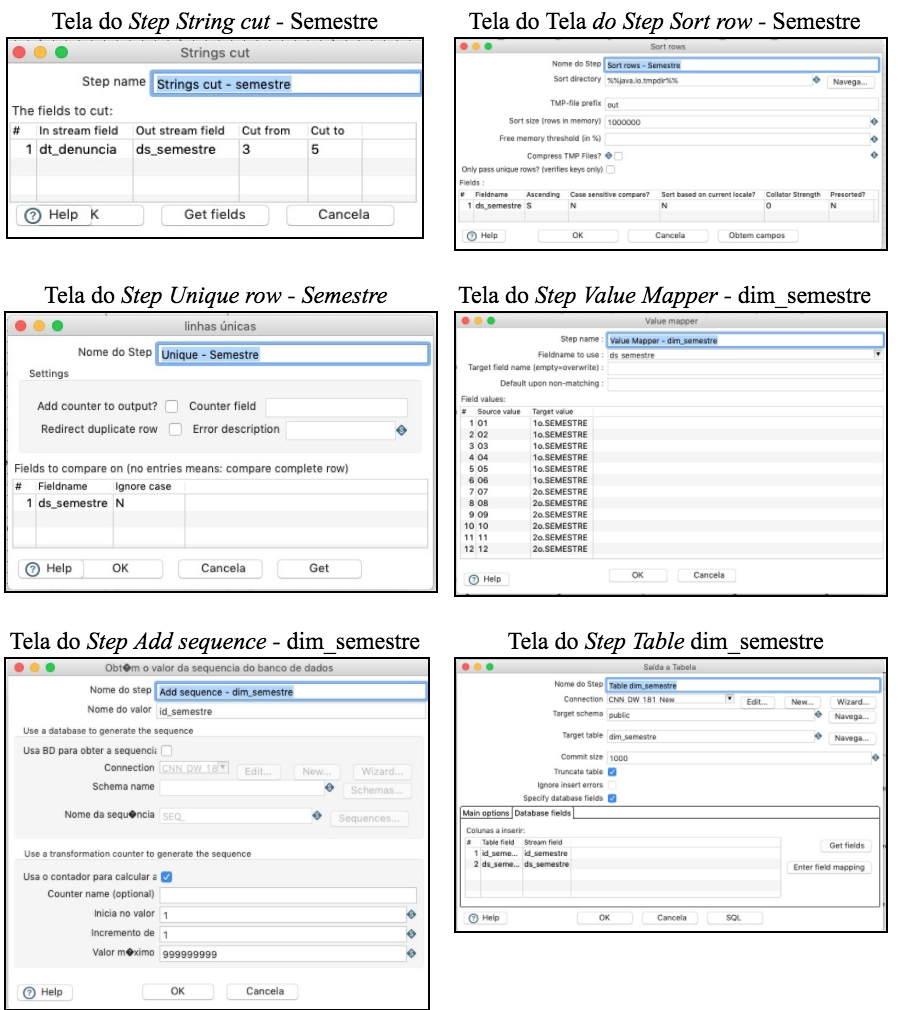 Tela do Step String cut - Semestre
Strings cut
Step name Strings cut - semestre
The fields to cut:
# In stream field Out stream field Cut from Cut to
1 dt_denuncia ds_semestre 3 5
Help K Get fields Cancela
Tela do Tela do Step Sort row - Semestre
Sort rows
Nome do Step Sort rows - Semestre
Sort directory %%java.io.tmpdir%% Navega...
TMP-file prefix out
Sort size (rows in memory) 1000000
Free memory threshold (in %)
Compress TMP Files?
Only pass unique rows? (verifies keys only)
Fields :
# Fieldname Ascending Case sensitive compare? Sort based on current locale? Collator Strength Presorted?
1 ds_semestre S N N 0 N
Help OK Cancela Obtem campos
Tela do Step Unique row - Semestre
linhas únicas
Nome do Step Unique - Semestre
Settings
Add counter to output? Counter field
Redirect duplicate row Error description
Fields to compare on (no entries means: compare complete row)
# Fieldname Ignore case
1 ds_semestre N
Help OK Cancela Get
Tela do Step Value Mapper - dim_semestre
Value mapper
Step name : Value Mapper - dim_semestre
Fieldname to use : ds semestre
Target field name (empty=overwrite) :
Default upon non-matching :
Field values:
# Source value Target value
1 01 1o.SEMESTRE
2 02 1o.SEMESTRE
3 03 1o.SEMESTRE
4 04 1o.SEMESTRE
5 05 1o.SEMESTRE
6 06 1o.SEMESTRE
7 07 2o.SEMESTRE
8 08 2o.SEMESTRE
9 09 2o.SEMESTRE
10 10 2o.SEMESTRE
11 11 2o.SEMESTRE
12 12 2o.SEMESTRE
Help OK Cancela
Tela do Step Add sequence - dim_semestre
Obt�m o valor da sequencia do banco de dados
Nome do step Add sequence - dim_semestre
Nome do valor id_semestre
Use a database to generate the sequence
Usa BD para obter a sequencia
Connection CNN DW 18 Edit... New... Wizard...
Schema name Schemas...
Nome da sequ�ncia SEQ_ Sequences...
Use a transformation counter to generate the sequence
Usa o contador para calcular a
Counter name (optional)
Inicia no valor 1
Incremento de 1
Valor m�ximo 999999999
Help OK Cancela
Tela do Step Table dim_semestre
Saída a Tabela
Nome do Step Table dim_semestre
Connection CNN DW 181 New Edit... New... Wizard...
Target schema public Navega...
Target table dim_semestre Navega...
Commit size 1000
Truncate table
Ignore insert errors
Specify database fields
Main options Database fields
Colunas a inserir:
# Table field Stream field
1 id_seme... id_semestre
2 ds_seme... ds_semestre
Get fields
Enter field mapping
Help OK Cancela SQL